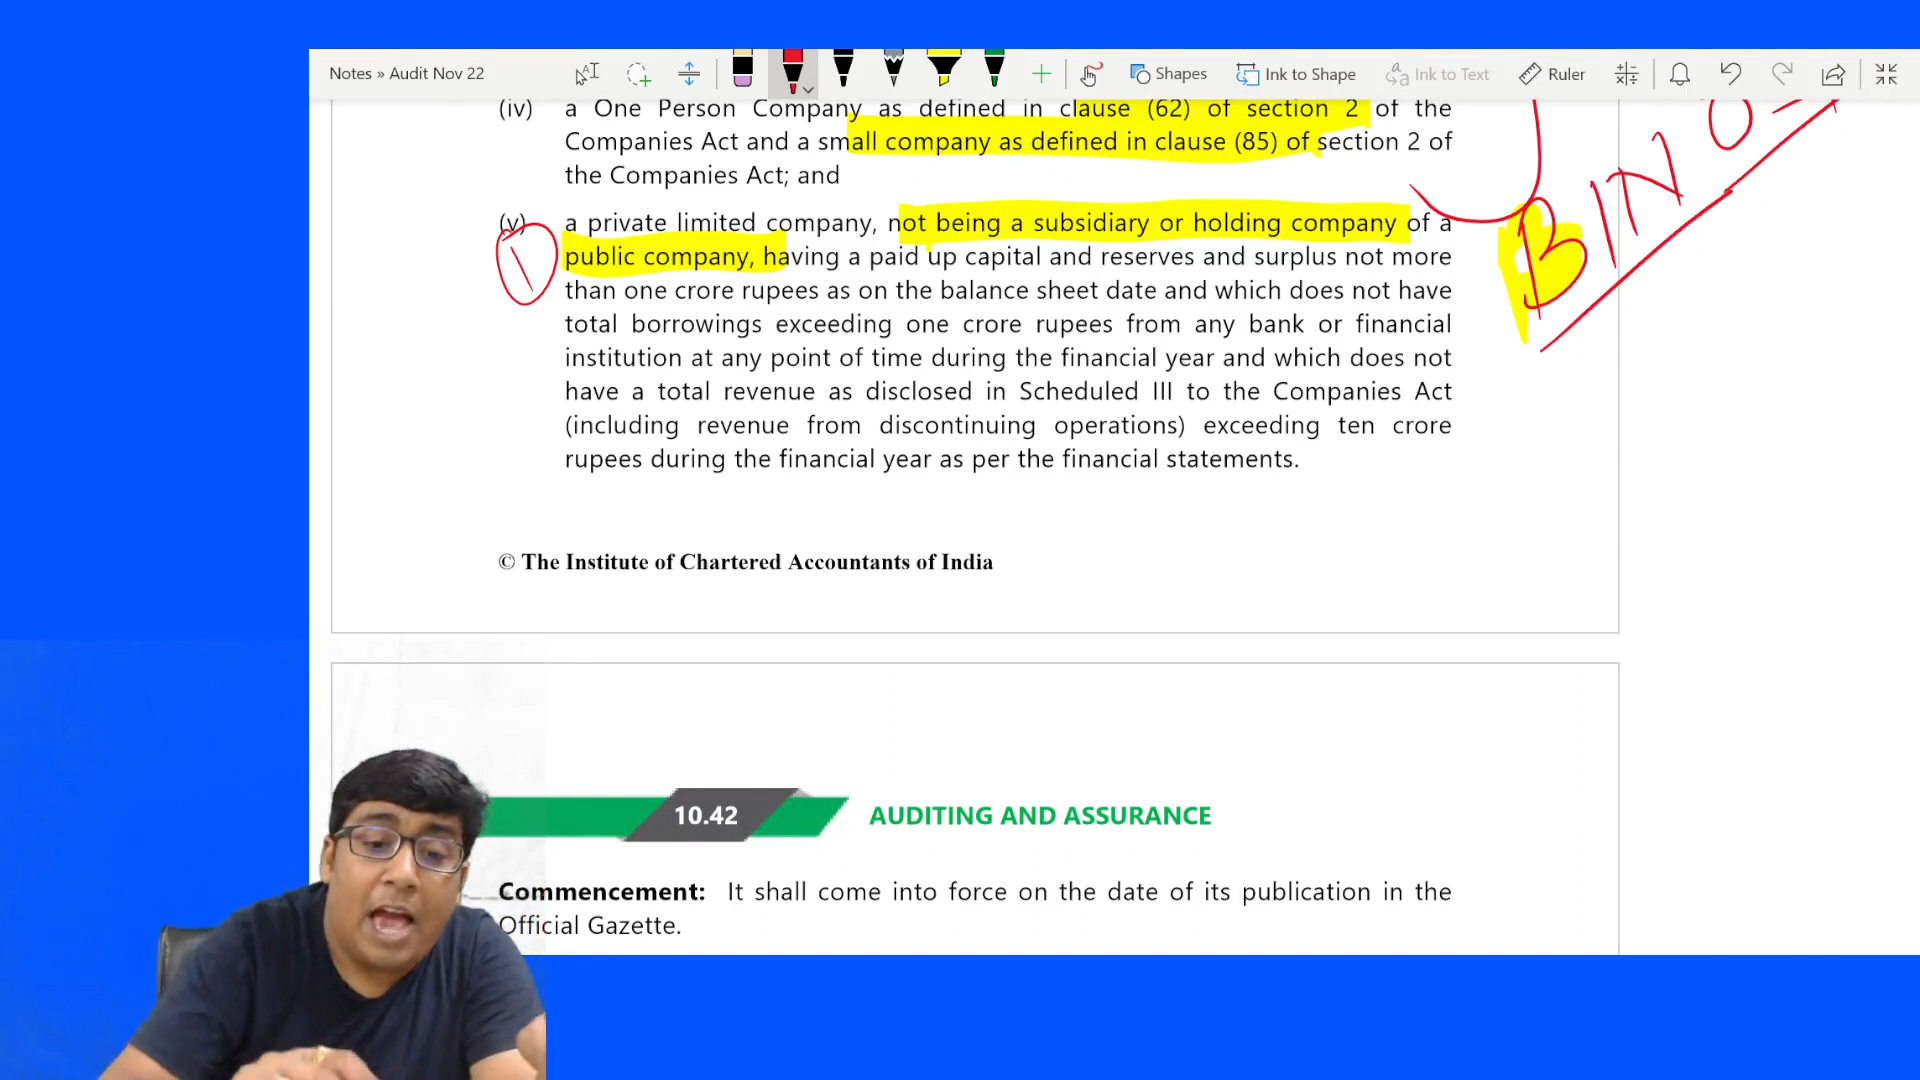 Notes » Audit Nov 22
Shapes
Ink to Shape
Ink to Text
Ruler
(iv) a One Person Company as defined in clause (62) of section 2 of the
Companies Act and a small company as defined in clause (85) of section 2 of
the Companies Act; and
(v) a private limited company, not being a subsidiary or holding company of a
public company, having a paid up capital and reserves and surplus not more
than one crore rupees as on the balance sheet date and which does not have
total borrowings exceeding one crore rupees from any bank or financial
institution at any point of time during the financial year and which does not
have a total revenue as disclosed in Scheduled III to the Companies Act
(including revenue from discontinuing operations) exceeding ten crore
rupees during the financial year as per the financial statements.
1
BINO
© The Institute of Chartered Accountants of India
10.42 AUDITING AND ASSURANCE
Commencement: It shall come into force on the date of its publication in the
Official Gazette.